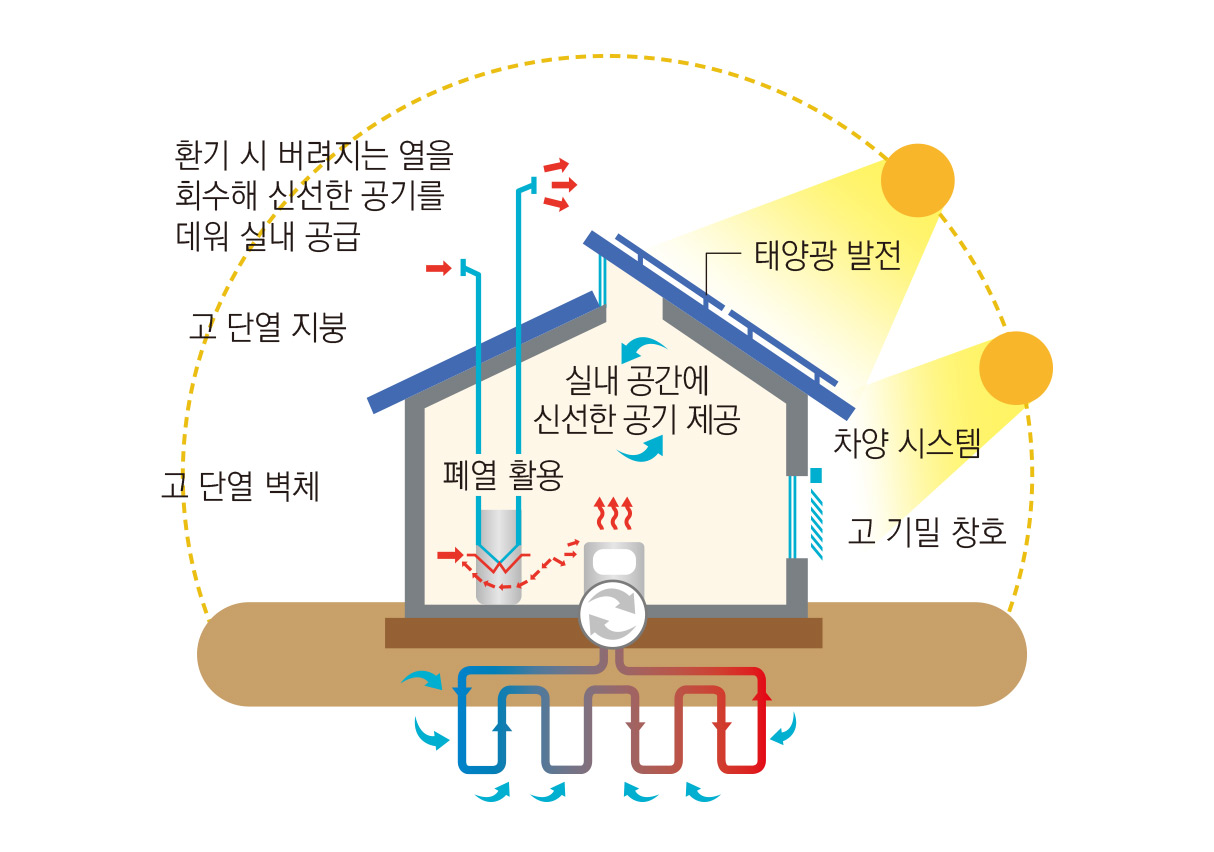 환기 시 버려지는 열을
회수해 신선한 공기를
데워 실내 공급
태양광 발전
고 단열 지붕
실내 공간에
신선한 공기 제공
차양 시스템
폐열 활용
고 단열 벽체
고 기밀 창호